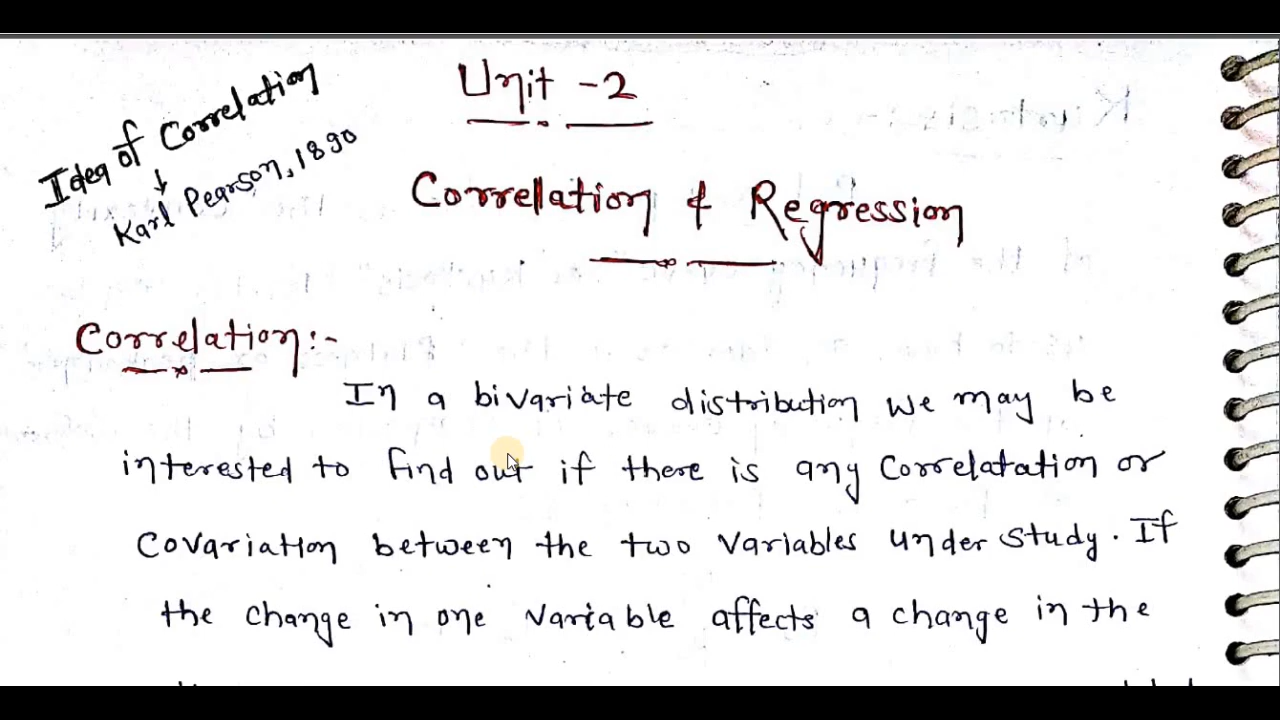 Unit -2
Idea of Correlation
↓
Karl Pearson, 1890
Correlation & Regression
Correlation:-
In a bivariate distribution we may be
interested to find out if there is any Correlatation or
Covariation between the two variables under study. If
the change in one variable affects a change in the